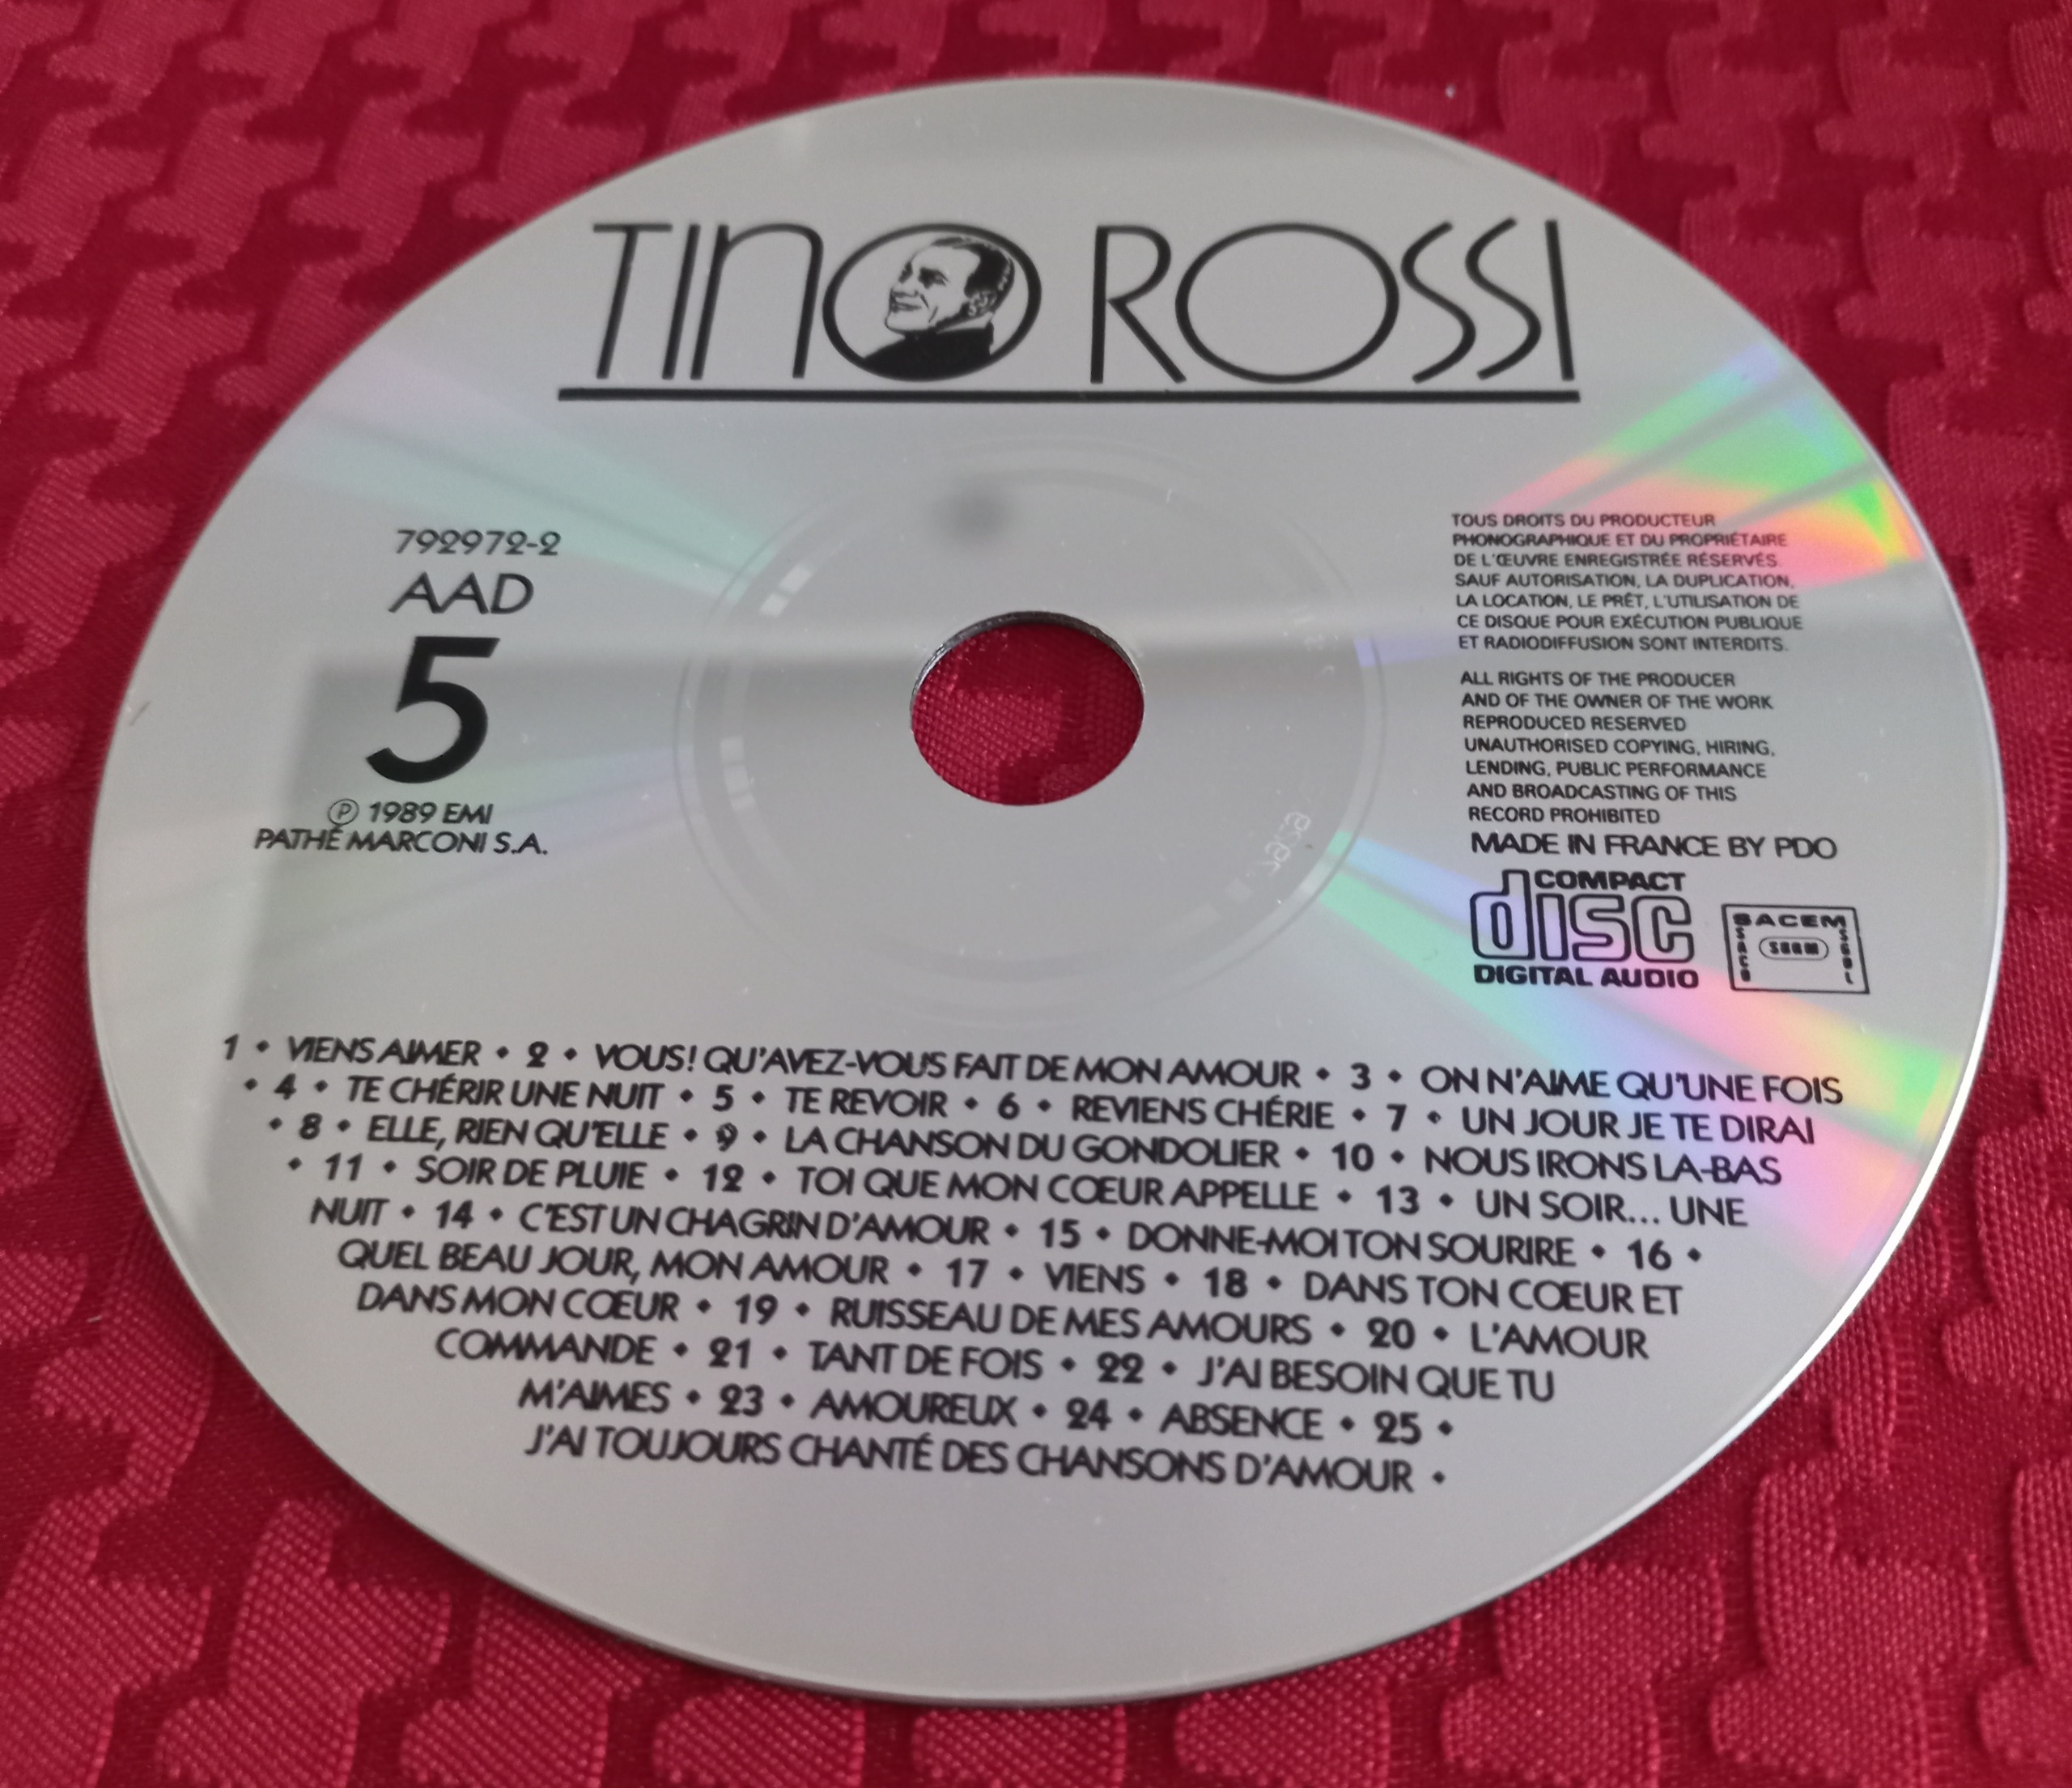 TINO ROSSI
792972-2
AAD
5
Ⓟ 1989 EMI
PATHÉ MARCONI S.A.
TOUS DROITS DU PRODUCTEUR
PHONOGRAPHIQUE ET DU PROPRIÉTAIRE
DE L'ŒUVRE ENREGISTRÉE RÉSERVÉS.
SAUF AUTORISATION, LA DUPLICATION,
LA LOCATION, LE PRÊT, L'UTILISATION DE
CE DISQUE POUR EXÉCUTION PUBLIQUE
ET RADIODIFFUSION SONT INTERDITS.
ALL RIGHTS OF THE PRODUCER
AND OF THE OWNER OF THE WORK
REPRODUCED RESERVED
UNAUTHORISED COPYING, HIRING,
LENDING, PUBLIC PERFORMANCE
AND BROADCASTING OF THIS
RECORD PROHIBITED
MADE IN FRANCE BY PDO
COMPACT
disc
DIGITAL AUDIO
SACEM
SACD
SDRM
SGDL
1 • VIENS AIMER • 2 • VOUS! QU'AVEZ-VOUS FAIT DE MON AMOUR • 3 • ON N'AIME QU'UNE FOIS
• 4 • TE CHÉRIR UNE NUIT • 5 • TE REVOIR • 6 • REVIENS CHÉRIE • 7 • UN JOUR JE TE DIRAI
• 8 • ELLE, RIEN QU'ELLE • 9 • LA CHANSON DU GONDOLIER • 10 • NOUS IRONS LA-BAS
• 11 • SOIR DE PLUIE • 12 • TOI QUE MON CŒUR APPELLE • 13 • UN SOIR... UNE
NUIT • 14 • C'EST UN CHAGRIN D'AMOUR • 15 • DONNE-MOI TON SOURIRE • 16 •
QUEL BEAU JOUR, MON AMOUR • 17 • VIENS • 18 • DANS TON CŒUR ET
DANS MON CŒUR • 19 • RUISSEAU DE MES AMOURS • 20 • L'AMOUR
COMMANDE • 21 • TANT DE FOIS • 22 • J'AI BESOIN QUE TU
M'AIMES • 23 • AMOUREUX • 24 • ABSENCE • 25 •
J'AI TOUJOURS CHANTÉ DES CHANSONS D'AMOUR •